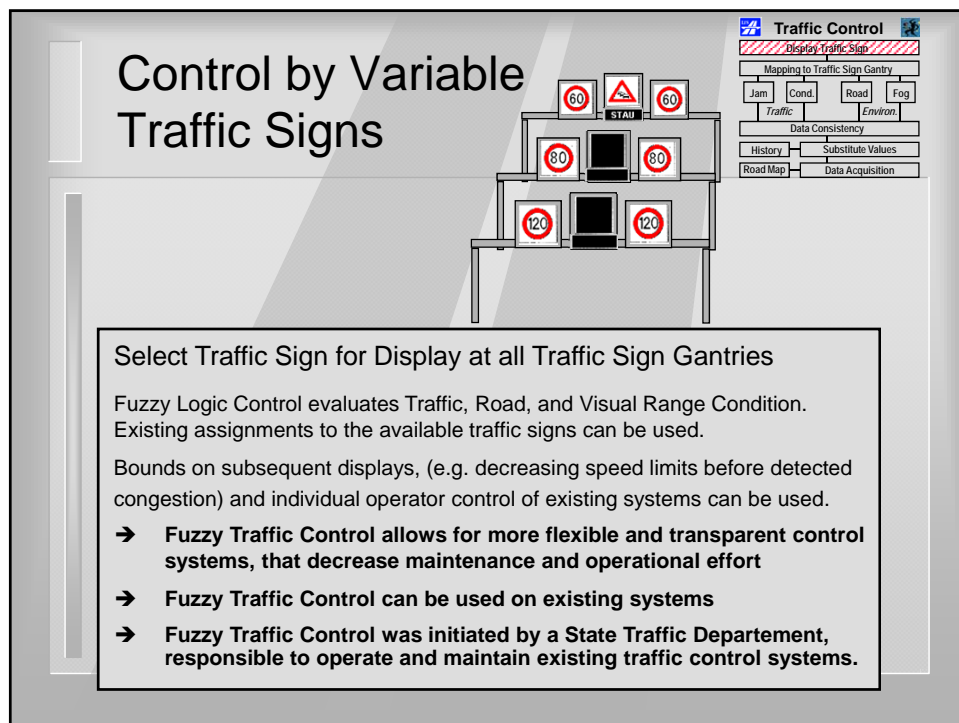 Control by Variable
Traffic Signs
60
60
STAU
80
80
120
120
Traffic Control
Display Traffic Sign
Mapping to Traffic Sign Gantry
Jam
Cond.
Road
Fog
Traffic
Environ.
Data Consistency
History
Substitute Values
Road Map
Data Acquisition
Select Traffic Sign for Display at all Traffic Sign Gantries
Fuzzy Logic Control evaluates Traffic, Road, and Visual Range Condition.
Existing assignments to the available traffic signs can be used.
Bounds on subsequent displays, (e.g. decreasing speed limits before detected
congestion) and individual operator control of existing systems can be used.
➔ Fuzzy Traffic Control allows for more flexible and transparent control
systems, that decrease maintenance and operational effort
➔ Fuzzy Traffic Control can be used on existing systems
➔ Fuzzy Traffic Control was initiated by a State Traffic Departement,
responsible to operate and maintain existing traffic control systems.